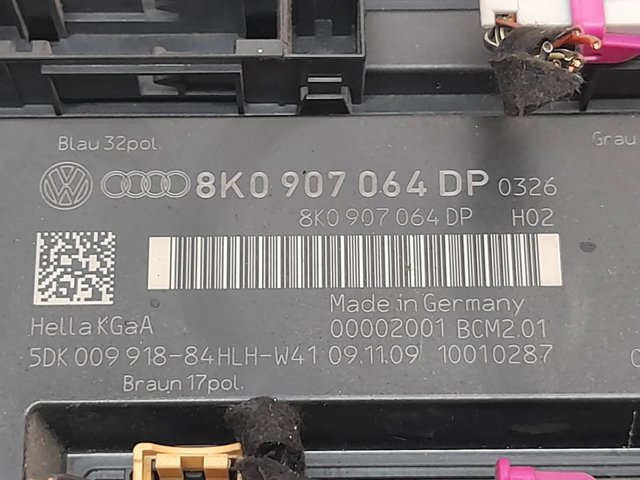 Blau 32pol.
Grau
8K0 907 064 DP 0326
8K0 907 064 DP H02
Made in Germany
Hella KGaA 00002001 BCM2.01
5DK 009 918-84 HLH-W41 09.11.09 10010287
Braun 17pol.